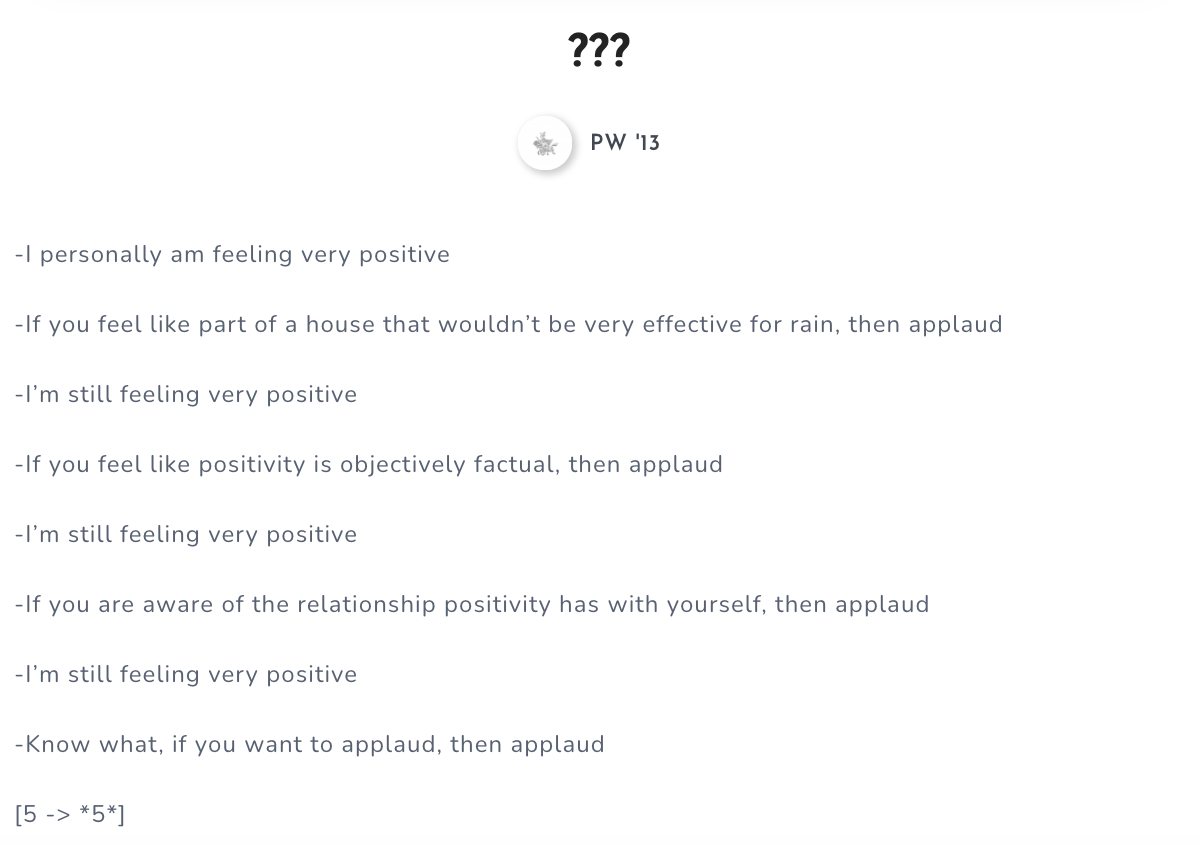 ???
PW '13
-I personally am feeling very positive
-If you feel like part of a house that wouldn’t be very effective for rain, then applaud
-I’m still feeling very positive
-If you feel like positivity is objectively factual, then applaud
-I’m still feeling very positive
-If you are aware of the relationship positivity has with yourself, then applaud
-I’m still feeling very positive
-Know what, if you want to applaud, then applaud
[5 -> *5*]